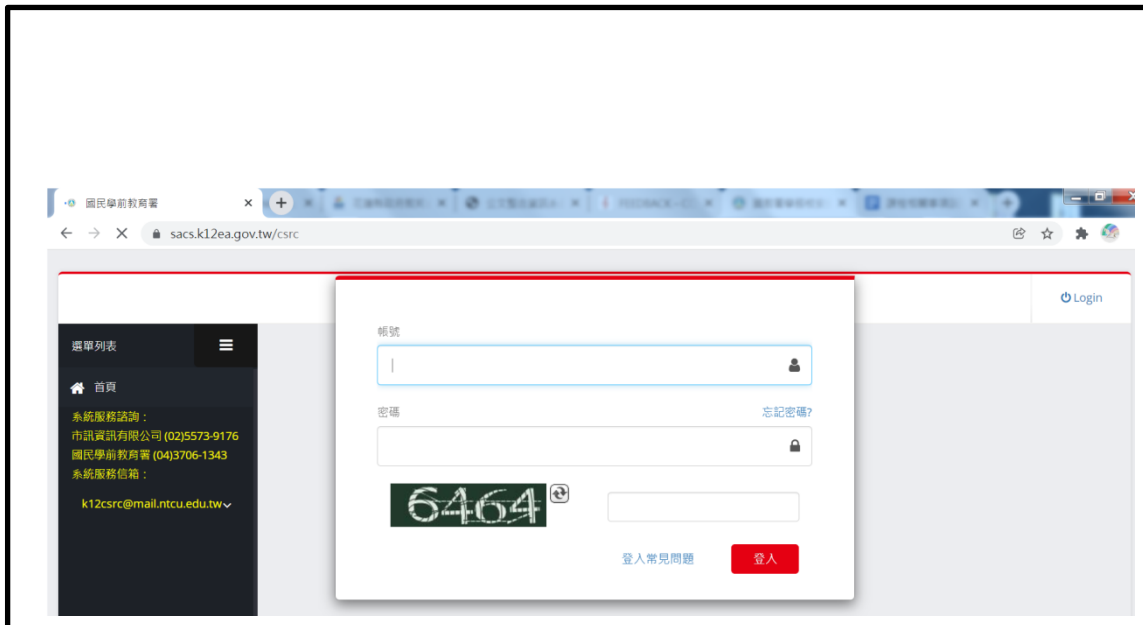 國民學前教育署
sacs.k12ea.gov.tw/csrc
Login
選單列表
首頁
系統服務諮詢：
市訊資訊有限公司 (02)5573-9176
國民學前教育署 (04)3706-1343
系統服務信箱：
k12csrc@mail.ntcu.edu.tw
帳號
密碼 忘記密碼?
6464
登入常見問題 登入